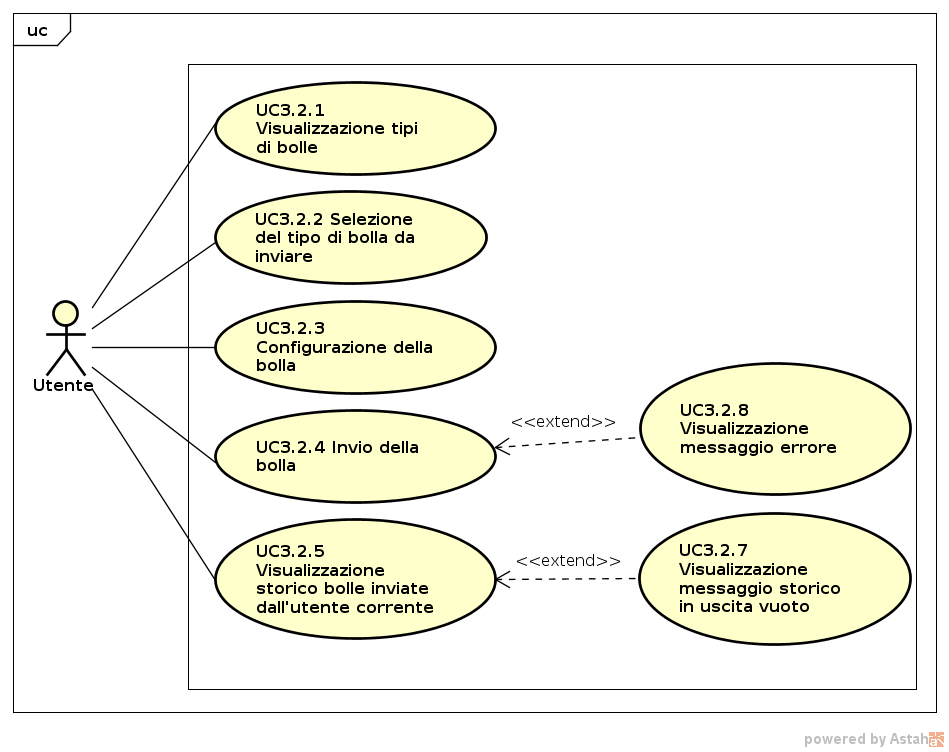 uc
UC3.2.1
Visualizzazione tipi
di bolle
UC3.2.2 Selezione
del tipo di bolla da
inviare
UC3.2.3
Configurazione della
bolla
Utente
UC3.2.4 Invio della
bolla
<<extend>>
UC3.2.8
Visualizzazione
messaggio errore
UC3.2.5
Visualizzazione
storico bolle inviate
dall'utente corrente
<<extend>>
UC3.2.7
Visualizzazione
messaggio storico
in uscita vuoto
powered by Astah